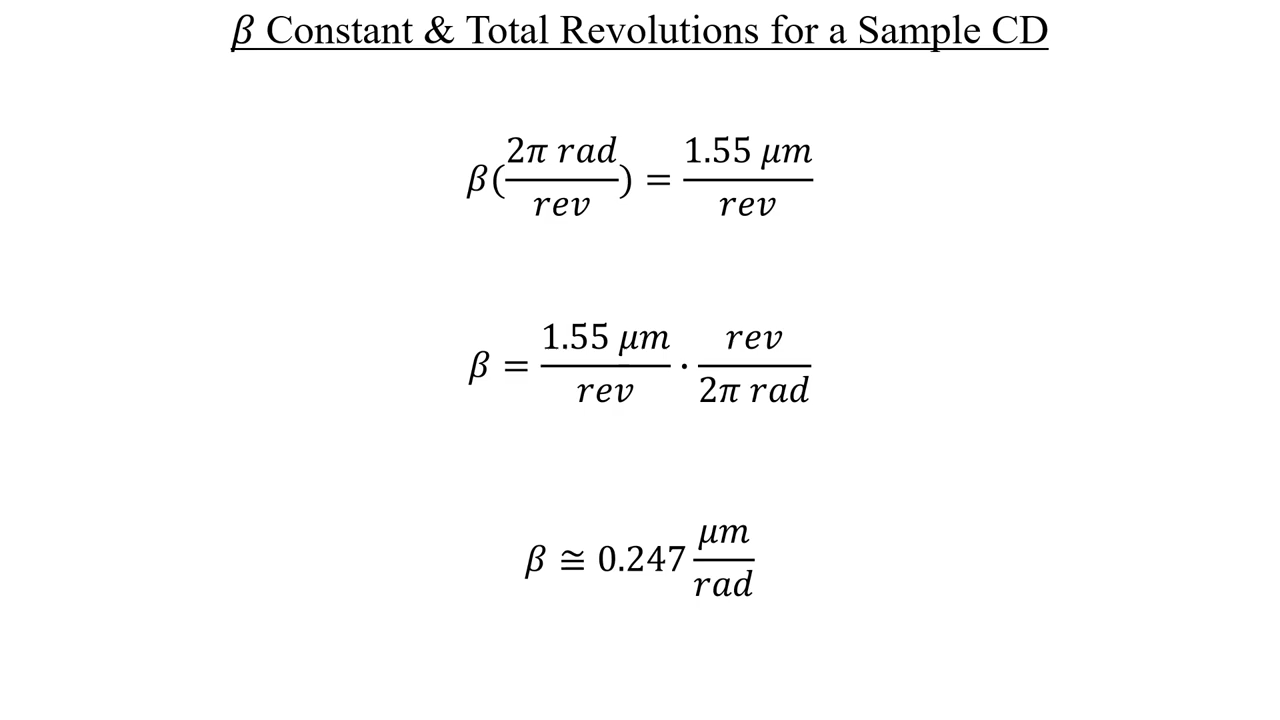 β Constant & Total Revolutions for a Sample CD
β(2π rad/rev) = 1.55 μm/rev
β = 1.55 μm/rev · rev/2π rad
β ≅ 0.247 μm/rad